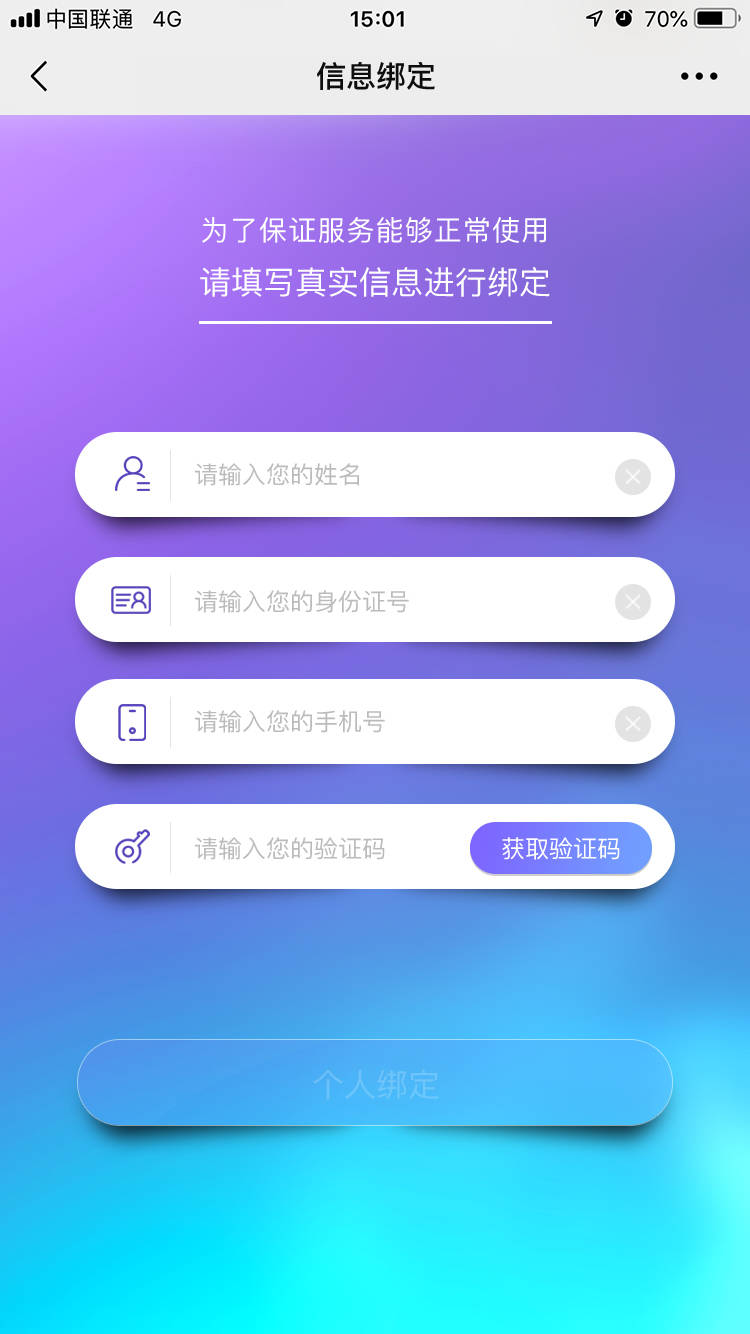 中国联通 4G 15:01 70%
信息绑定
为了保证服务能够正常使用
请填写真实信息进行绑定
请输入您的姓名
请输入您的身份证号
请输入您的手机号
请输入您的验证码 获取验证码
个人绑定